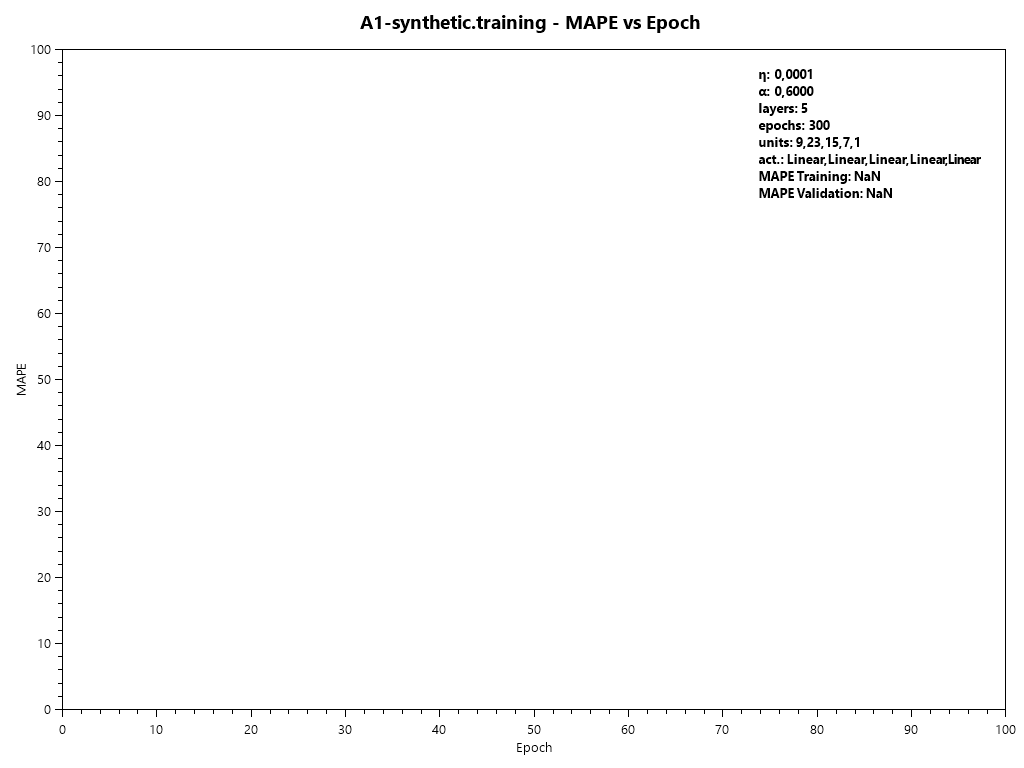 A1-synthetic.training - MAPE vs Epoch
100
90
80
70
60
50
40
30
20
10
0
MAPE
η: 0,0001
α: 0,6000
layers: 5
epochs: 300
units: 9,23,15,7,1
act.: Linear,Linear,Linear,Linear,Linear
MAPE Training: NaN
MAPE Validation: NaN
0 10 20 30 40 50 60 70 80 90 100
Epoch